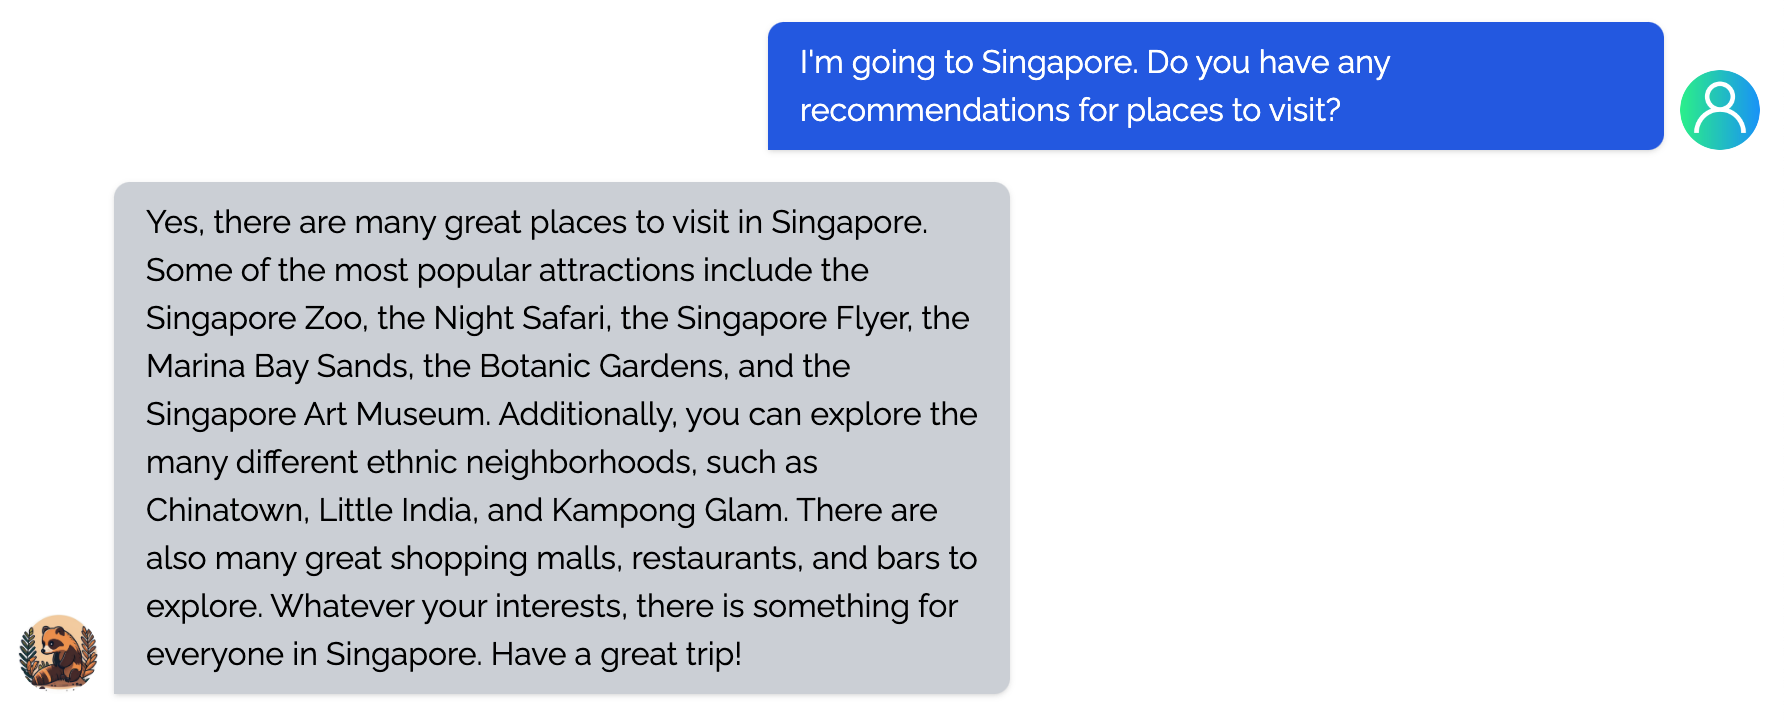 I'm going to Singapore. Do you have any
recommendations for places to visit?
Yes, there are many great places to visit in Singapore.
Some of the most popular attractions include the
Singapore Zoo, the Night Safari, the Singapore Flyer, the
Marina Bay Sands, the Botanic Gardens, and the
Singapore Art Museum. Additionally, you can explore the
many different ethnic neighborhoods, such as
Chinatown, Little India, and Kampong Glam. There are
also many great shopping malls, restaurants, and bars to
explore. Whatever your interests, there is something for
everyone in Singapore. Have a great trip!